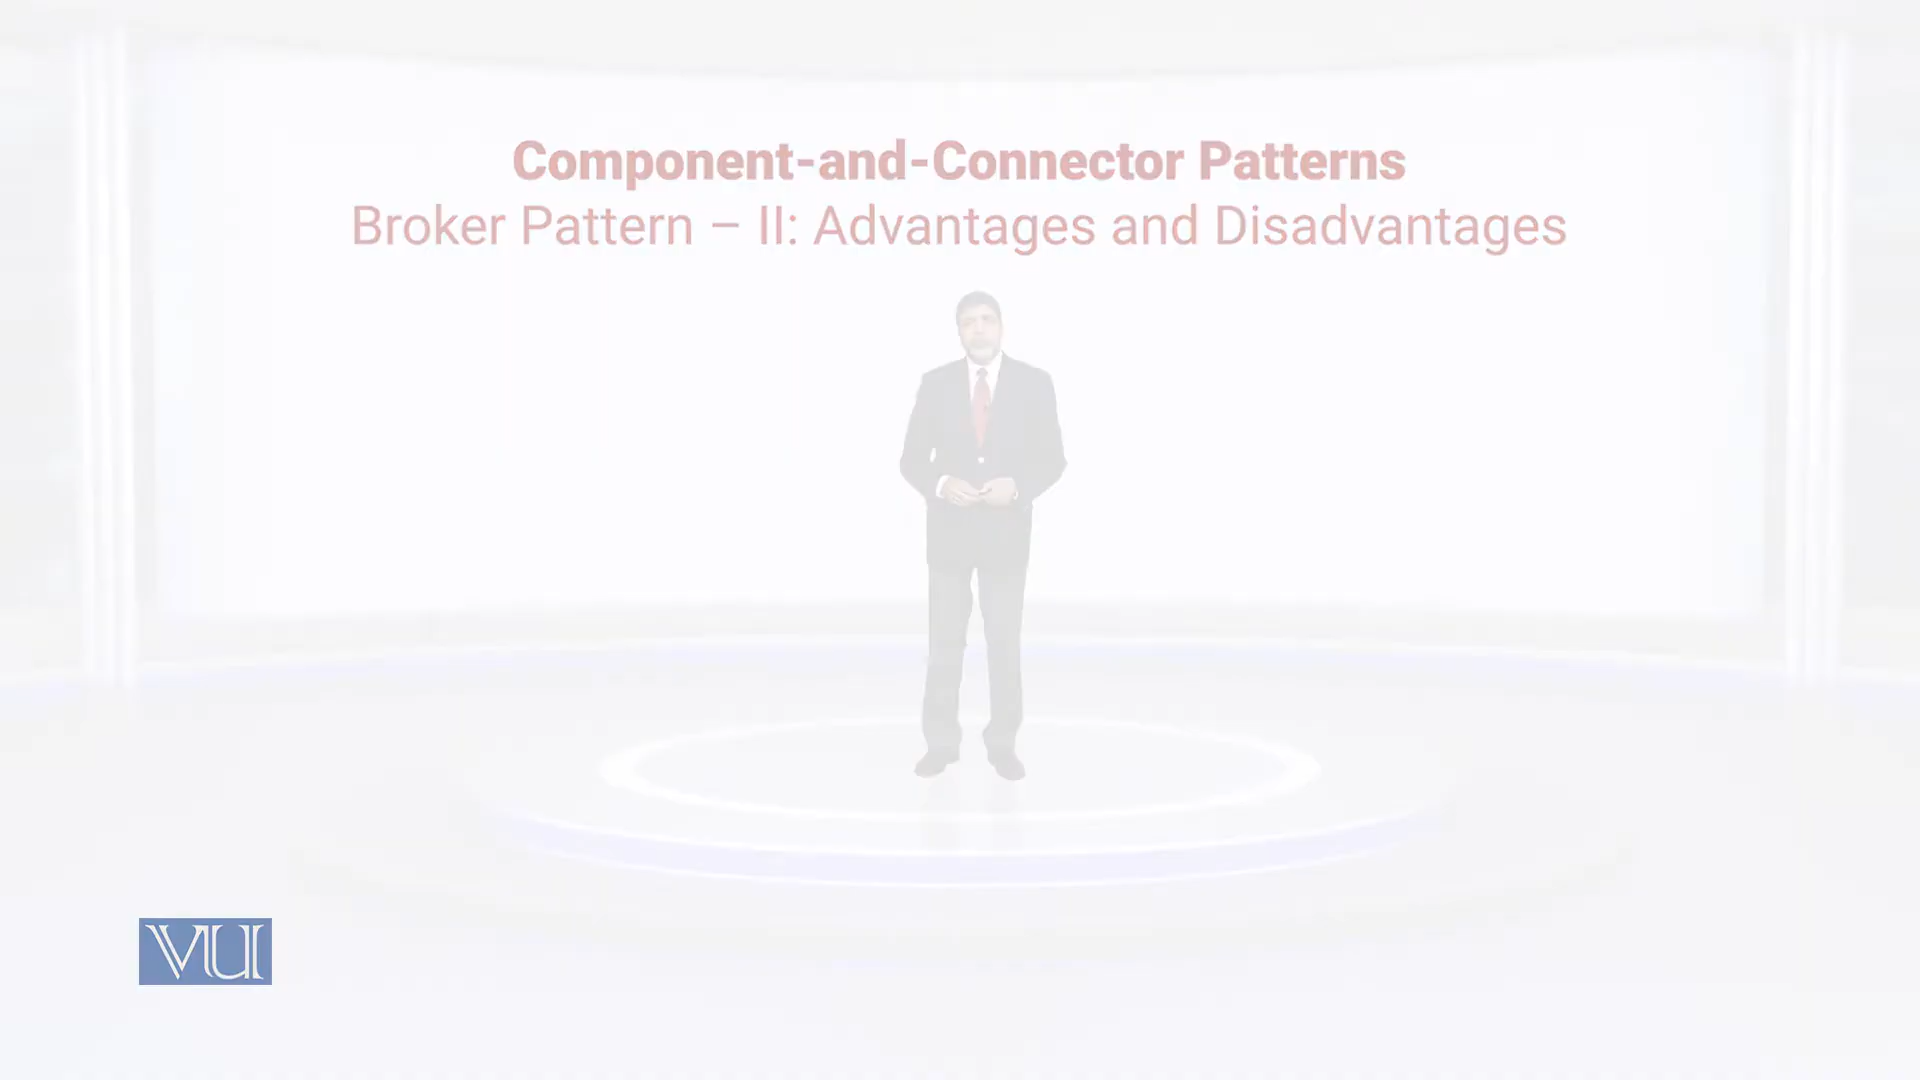 Component-and-Connector Patterns
Broker Pattern – II: Advantages and Disadvantages
VU